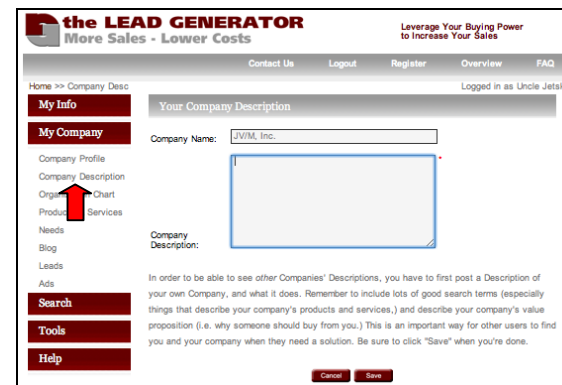 the LEAD GENERATOR
More Sales - Lower Costs
Leverage Your Buying Power
to Increase Your Sales
Contact Us Logout Register Overview FAQ
Home >> Company Desc
Logged in as Uncle Jets
My Info
Your Company Description
My Company
Company Name: JV/M, Inc.
Company Profile
Company Description
Chart
Services
Needs
Blog
Leads
Ads
Search
Tools
Help
*
Company
Description:
In order to be able to see other Companies' Descriptions, you have to first post a Description of
your own Company, and what it does. Remember to include lots of good search terms (especially
things that describe your company's products and services,) and describe your company's value
proposition (i.e. why someone should buy from you.) This is an important way for other users to find
you and your company when they need a solution. Be sure to click "Save" when you're done.
Cancel Save